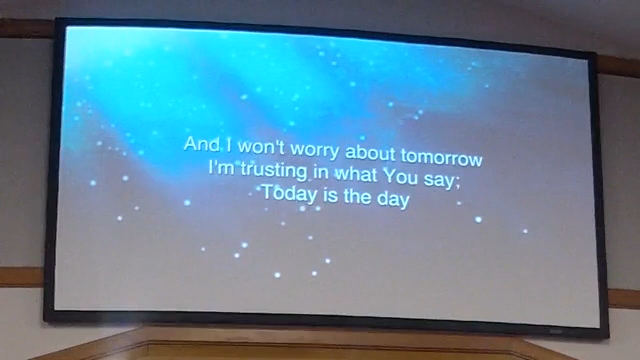 And I won't worry about tomorrow
I'm trusting in what You say;
Today is the day